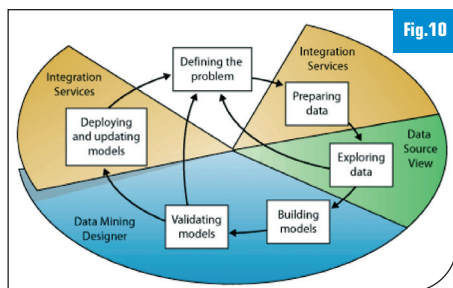 Fig.10
Defining the
problem
Integration
Services
Integration
Services
Preparing
data
Deploying
and updating
models
Data
Source
View
Exploring
data
Building
models
Validating
models
Data Mining
Designer